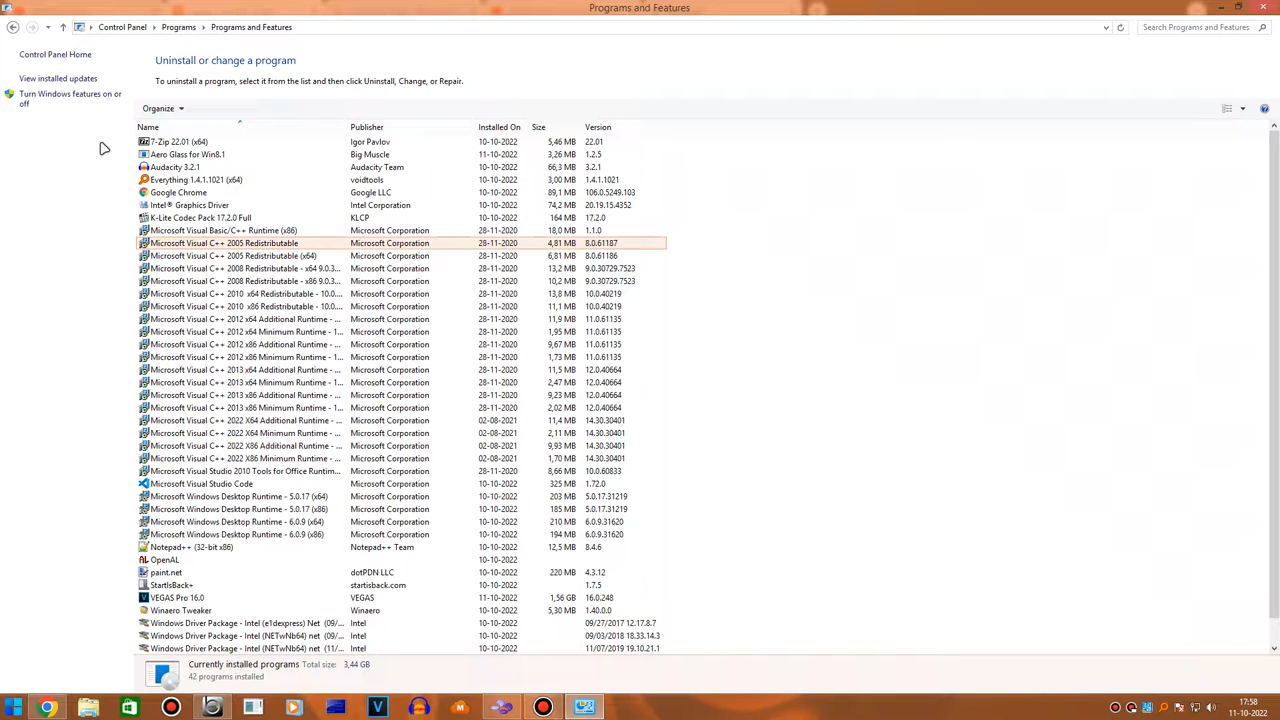 Programs and Features
Control Panel Programs Programs and Features Search Programs and Features
Control Panel Home
View installed updates
Turn Windows features on or
off
Uninstall or change a program
To uninstall a program, select it from the list and then click Uninstall, Change, or Repair.
Organize
Name Publisher Installed On Size Version
7-Zip 22.01 (x64) Igor Pavlov 10-10-2022 5,46 MB 22.01
Aero Glass for Win8.1 Big Muscle 11-10-2022 3,26 MB 1.2.5
Audacity 3.2.1 Audacity Team 10-10-2022 66,3 MB 3.2.1
Everything 1.4.1.1021 (x64) voidtools 10-10-2022 1.4.1.1021
Google Chrome Google LLC 10-10-2022 89,1 MB 106.0.5249.103
Intel® Graphics Driver Intel Corporation 10-10-2022 74,2 MB 20.19.15.4352
K-Lite Codec Pack 17.2.0 Full KLCP 10-10-2022 164 MB 17.2.0
Microsoft Visual Basic/C++ Runtime (x86) Microsoft Corporation 28-11-2020 18,0 MB 1.1.0
Microsoft Visual C++ 2005 Redistributable Microsoft Corporation 28-11-2020 4,81 MB 8.0.61187
Microsoft Visual C++ 2005 Redistributable (x64) Microsoft Corporation 28-11-2020 6,81 MB 8.0.61186
Microsoft Visual C++ 2008 Redistributable - x64 9.0.3... Microsoft Corporation 28-11-2020 13,2 MB 9.0.30729.7523
Microsoft Visual C++ 2008 Redistributable - x86 9.0.3... Microsoft Corporation 28-11-2020 10,2 MB 9.0.30729.7523
Microsoft Visual C++ 2010 x64 Redistributable - 10.0.... Microsoft Corporation 28-11-2020 13,8 MB 10.0.40219
Microsoft Visual C++ 2010 x86 Redistributable - 10.0.... Microsoft Corporation 28-11-2020 11,1 MB 10.0.40219
Microsoft Visual C++ 2012 x64 Additional Runtime - ... Microsoft Corporation 28-11-2020 11,9 MB 11.0.61135
Microsoft Visual C++ 2012 x64 Minimum Runtime - 1... Microsoft Corporation 28-11-2020 1,95 MB 11.0.61135
Microsoft Visual C++ 2012 x86 Additional Runtime - ... Microsoft Corporation 28-11-2020 9,67 MB 11.0.61135
Microsoft Visual C++ 2012 x86 Minimum Runtime - 1... Microsoft Corporation 28-11-2020 1,73 MB 11.0.61135
Microsoft Visual C++ 2013 x64 Additional Runtime - ... Microsoft Corporation 28-11-2020 11,5 MB 12.0.40664
Microsoft Visual C++ 2013 x64 Minimum Runtime - 1... Microsoft Corporation 28-11-2020 2,47 MB 12.0.40664
Microsoft Visual C++ 2013 x86 Additional Runtime - ... Microsoft Corporation 28-11-2020 9,23 MB 12.0.40664
Microsoft Visual C++ 2013 x86 Minimum Runtime - 1... Microsoft Corporation 28-11-2020 2,02 MB 12.0.40664
Microsoft Visual C++ 2022 X64 Additional Runtime - ... Microsoft Corporation 02-08-2021 11,4 MB 14.30.30401
Microsoft Visual C++ 2022 X64 Minimum Runtime - ... Microsoft Corporation 02-08-2021 2,11 MB 14.30.30401
Microsoft Visual C++ 2022 X86 Additional Runtime - ... Microsoft Corporation 02-08-2021 9,93 MB 14.30.30401
Microsoft Visual C++ 2022 X86 Minimum Runtime - ... Microsoft Corporation 02-08-2021 1,70 MB 14.30.30401
Microsoft Visual Studio 2010 Tools for Office Runtim... Microsoft Corporation 28-11-2020 8,66 MB 10.0.60833
Microsoft Visual Studio Code Microsoft Corporation 10-10-2022 325 MB 1.72.0
Microsoft Windows Desktop Runtime - 5.0.17 (x64) Microsoft Corporation 10-10-2022 203 MB 5.0.17.31219
Microsoft Windows Desktop Runtime - 5.0.17 (x86) Microsoft Corporation 10-10-2022 185 MB 5.0.17.31219
Microsoft Windows Desktop Runtime - 6.0.9 (x64) Microsoft Corporation 10-10-2022 210 MB 6.0.9.31620
Microsoft Windows Desktop Runtime - 6.0.9 (x86) Microsoft Corporation 10-10-2022 194 MB 6.0.9.31620
Notepad++ (32-bit x86) Notepad++ Team 10-10-2022 12,5 MB 8.4.6
OpenAL 10-10-2022
paint.net dotPDN LLC 10-10-2022 220 MB 4.3.12
StartIsBack+ startisback.com 10-10-2022 1.7.5
VEGAS Pro 16.0 VEGAS 11-10-2022 1,56 GB 16.0.248
Winaero Tweaker Winaero 10-10-2022 5,30 MB 1.40.0.0
Windows Driver Package - Intel (e1dexpress) Net (09/... Intel 10-10-2022 09/27/2017 12.17.8.7
Windows Driver Package - Intel (NETwNb64) net (09/... Intel 10-10-2022 09/03/2018 18.33.14.3
Windows Driver Package - Intel (NETwNb64) net (11/... Intel 10-10-2022 11/07/2019 19.10.21.1
Currently installed programs Total size: 3,44 GB
42 programs installed
17:58
11-10-2022